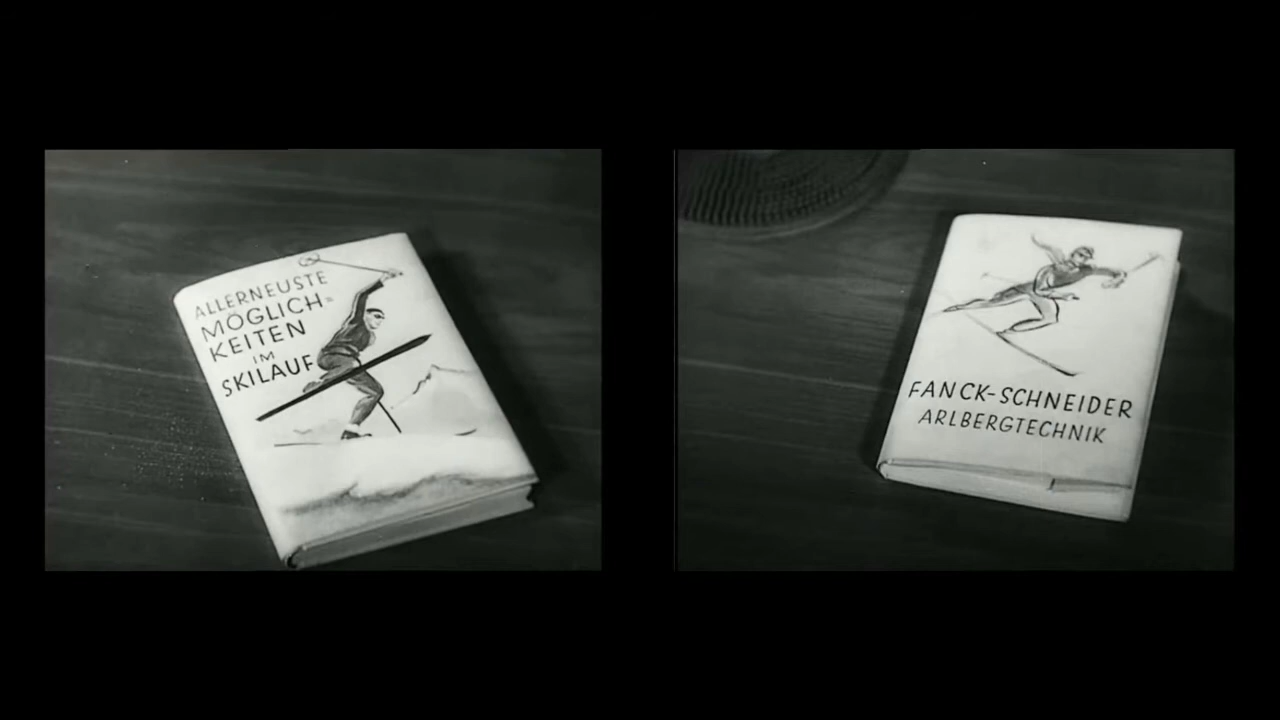 ALLERNEUSTE
MÖGLICH=
KEITEN
IM
SKILAUF
FANCK-SCHNEIDER
ARLBERGTECHNIK